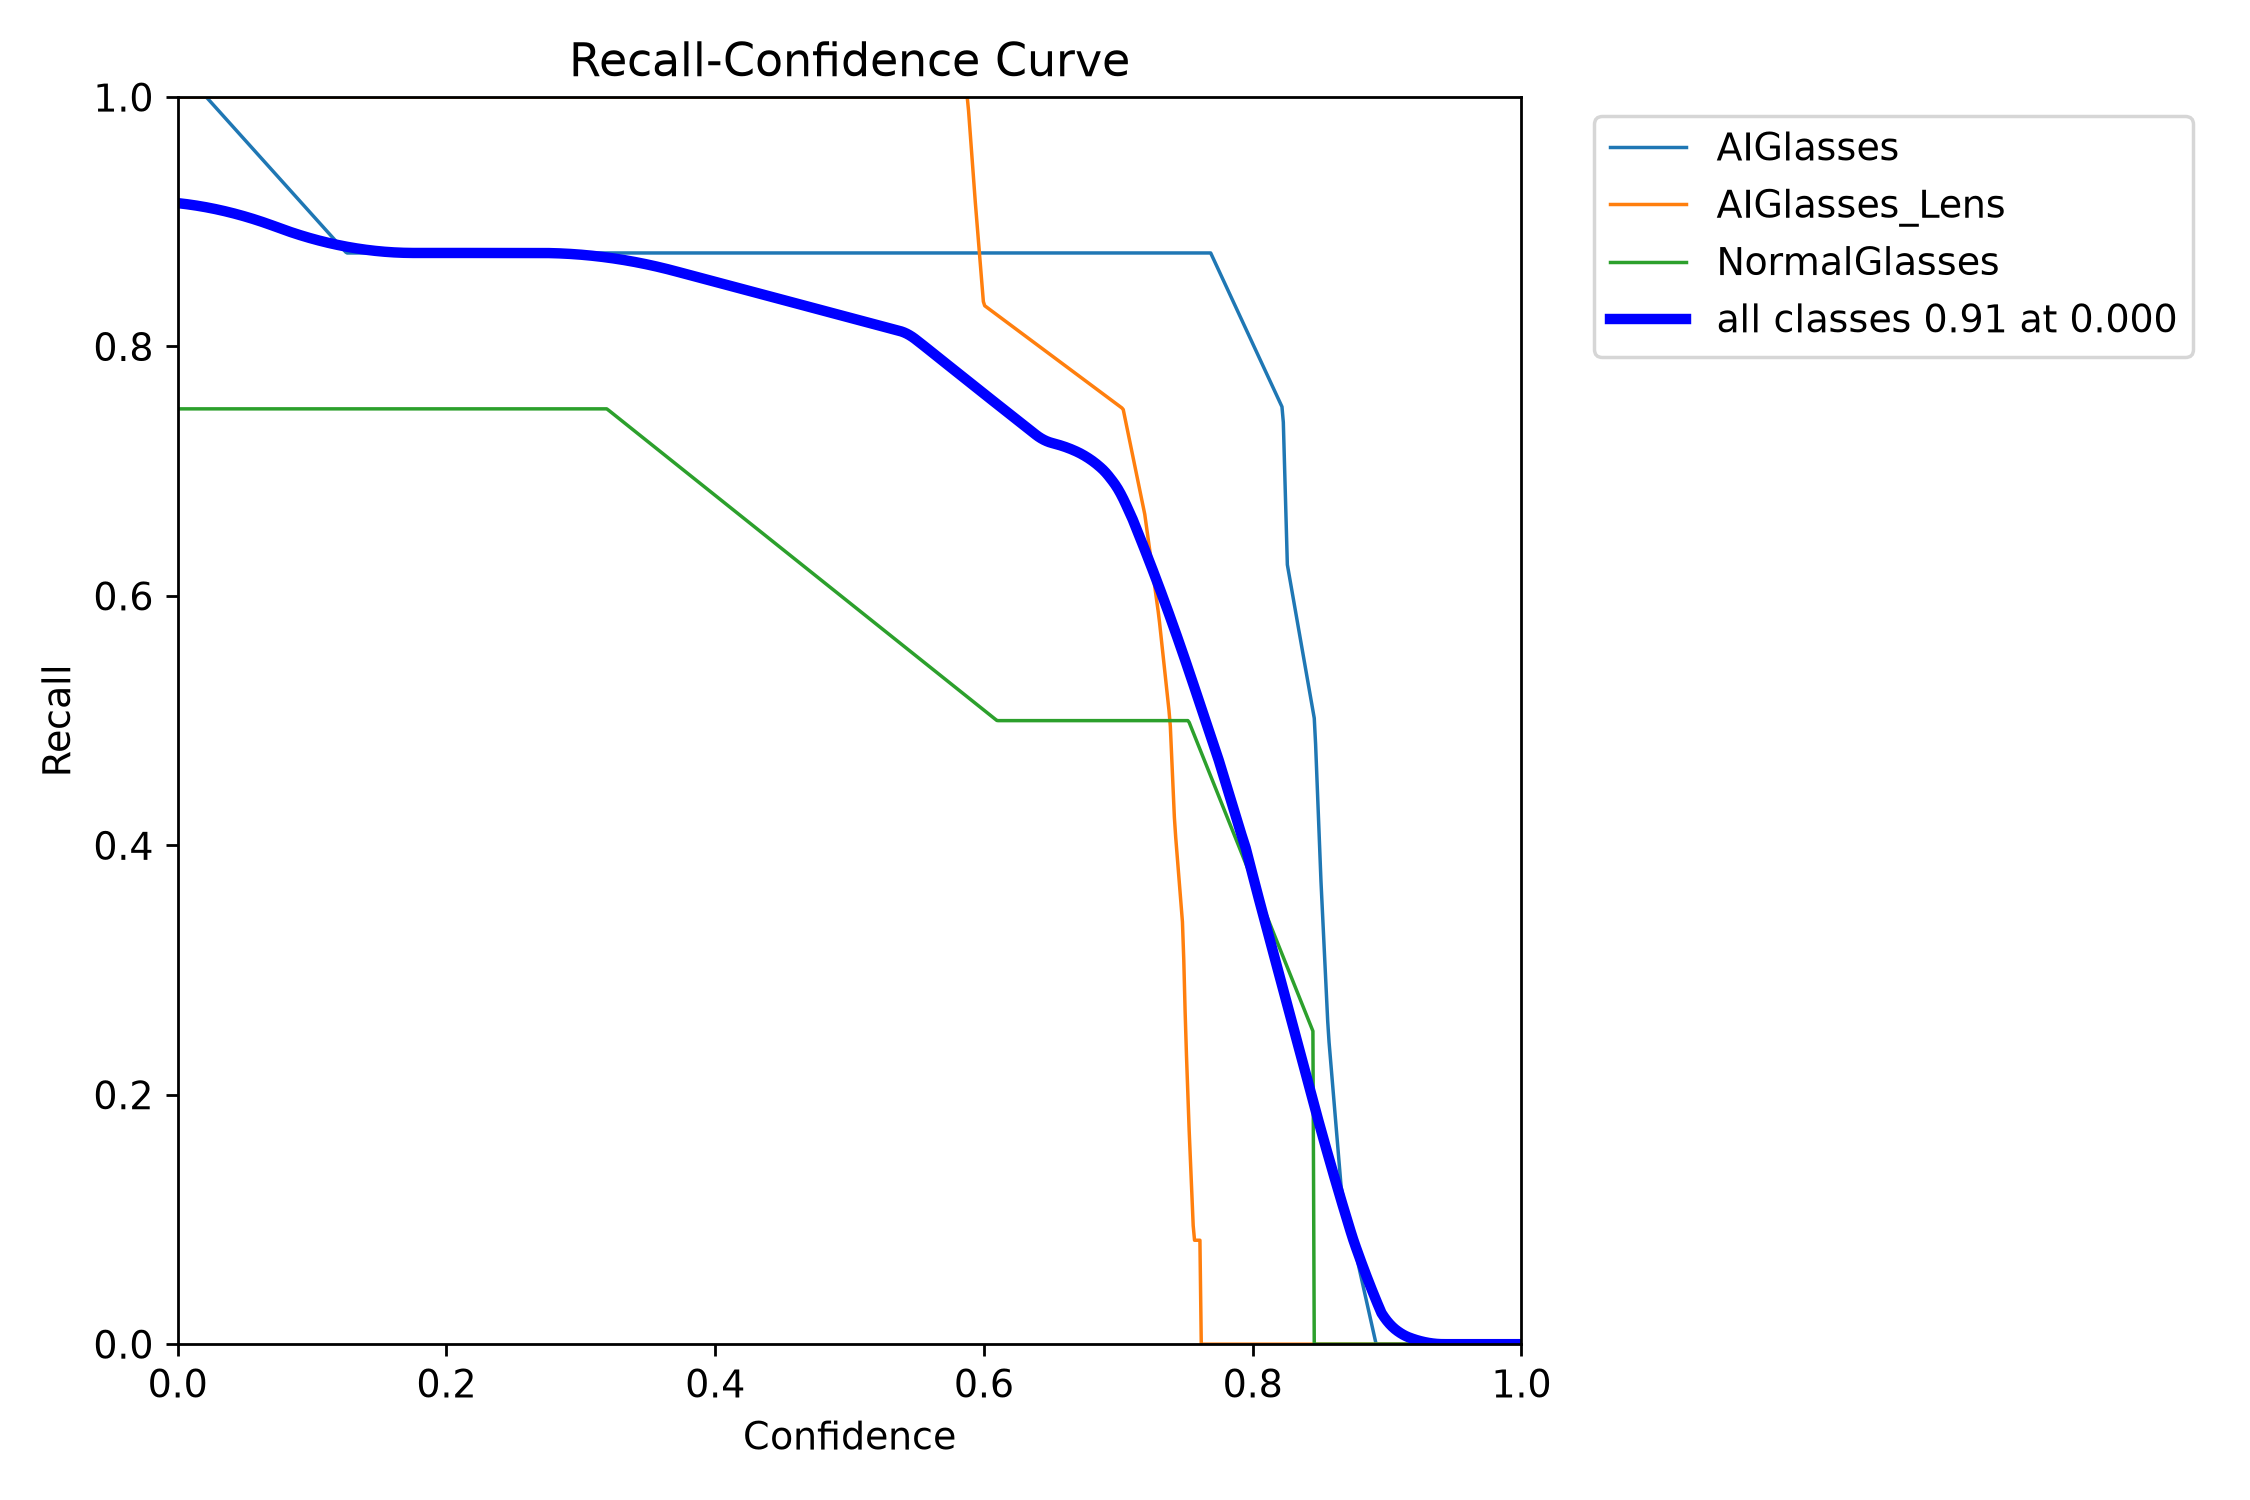 Recall-Confidence Curve
1.0
0.8
0.6
0.4
0.2
0.0
Recall
0.0 0.2 0.4 0.6 0.8 1.0
Confidence
AIGlasses
AIGlasses_Lens
NormalGlasses
all classes 0.91 at 0.000